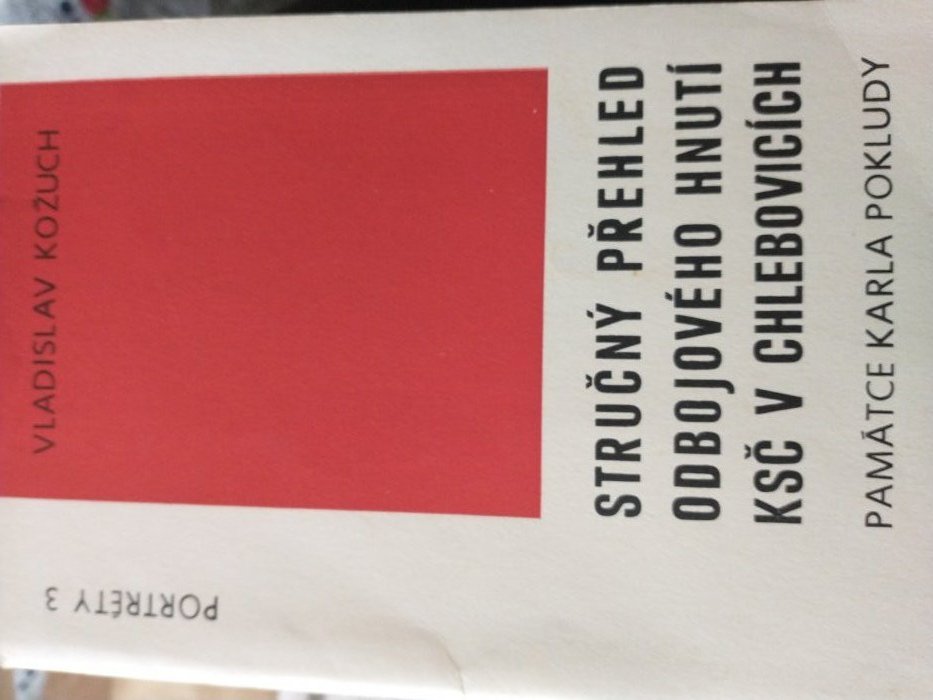 VLADISLAV KOŽUCH
PORTRÉTY 3
STRUČNÝ PŘEHLED
ODBOJOVÉHO HNUTÍ
KSČ V CHLEBOVICÍCH
PAMÁTCE KARLA POKLUDY